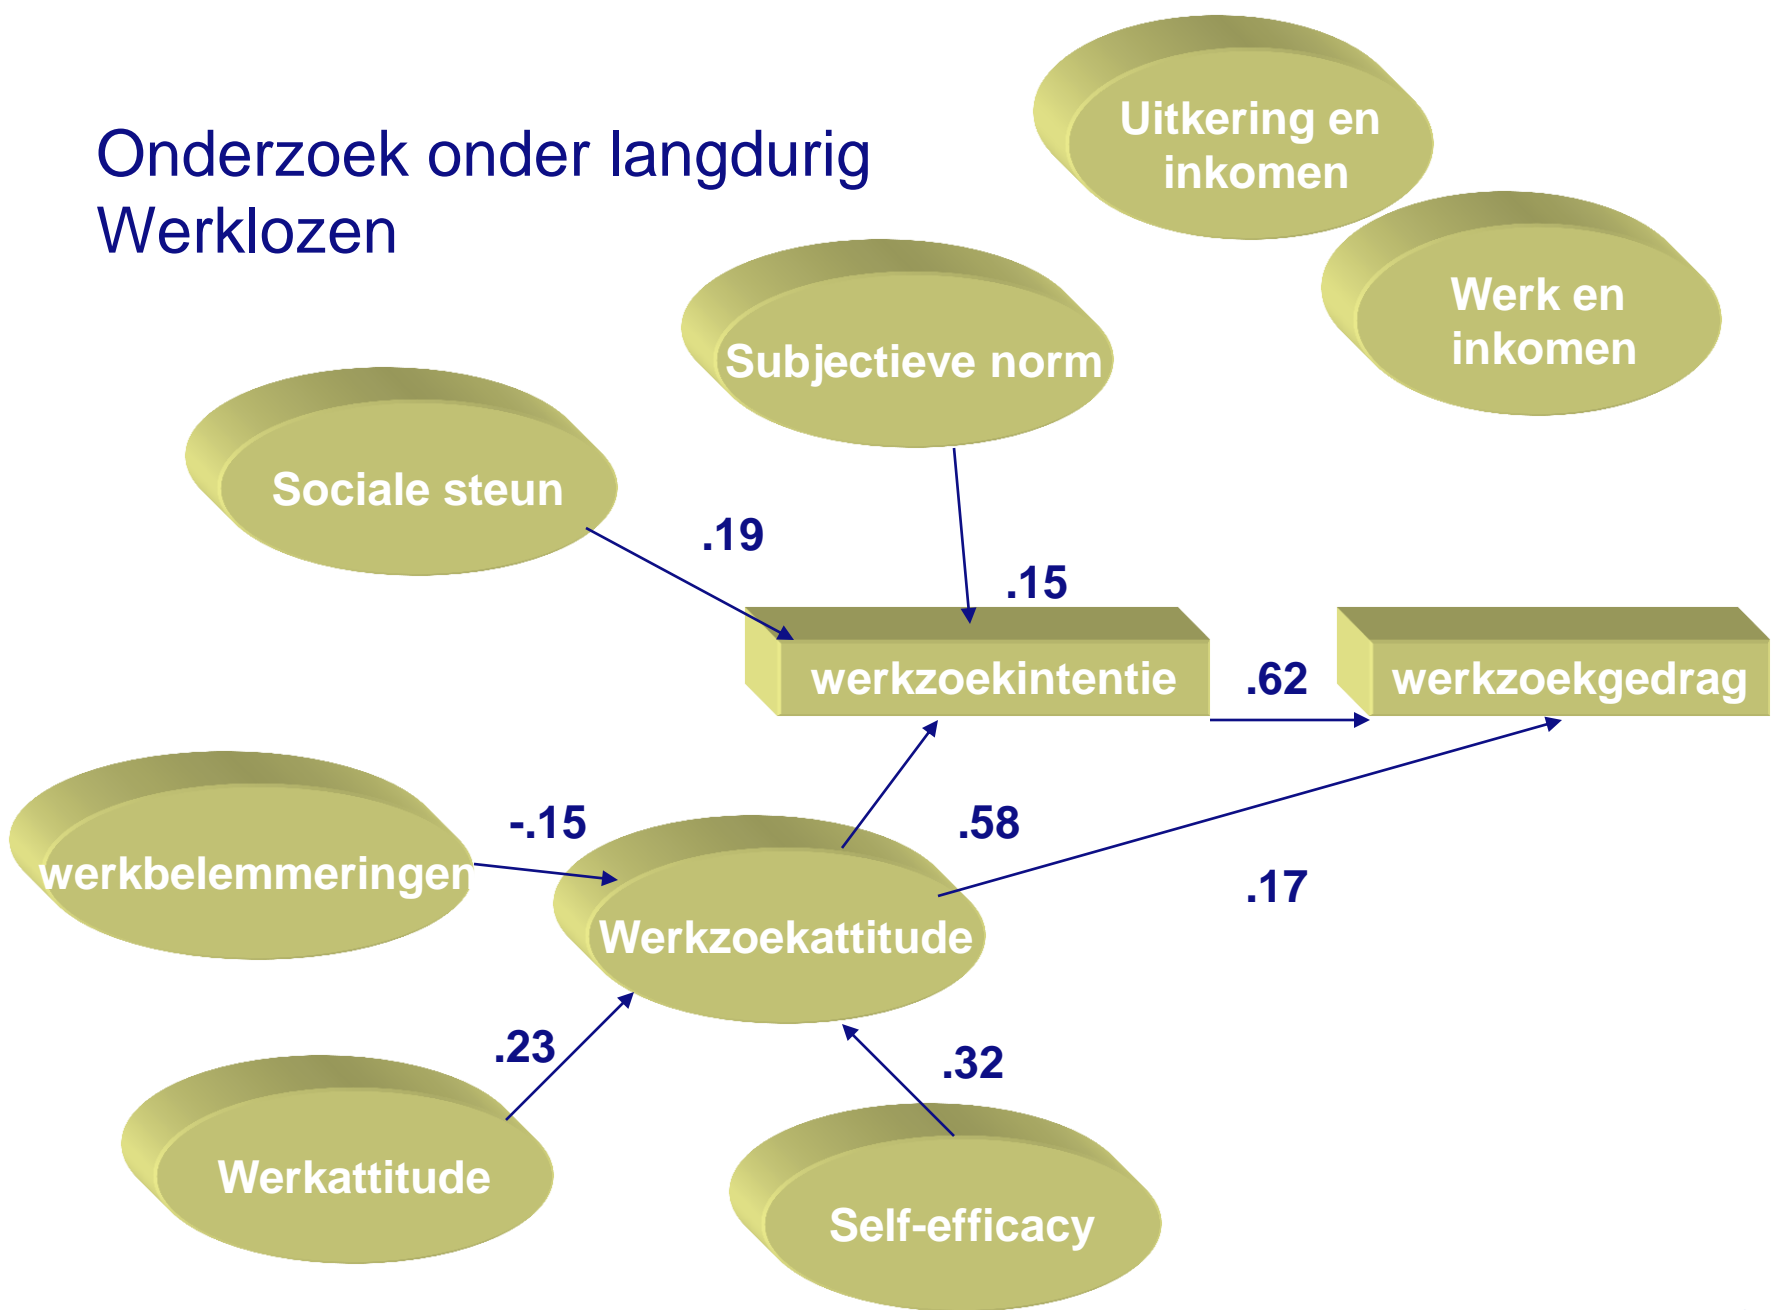 Onderzoek onder langdurig
Werklozen
Uitkering en
inkomen
Werk en
inkomen
Subjectieve norm
Sociale steun
.19
.15
werkzoekintentie
.62
werkzoekgedrag
-.15
.58
werkbelemmeringen
.17
Werkzoekattitude
.23
.32
Werkattitude
Self-efficacy